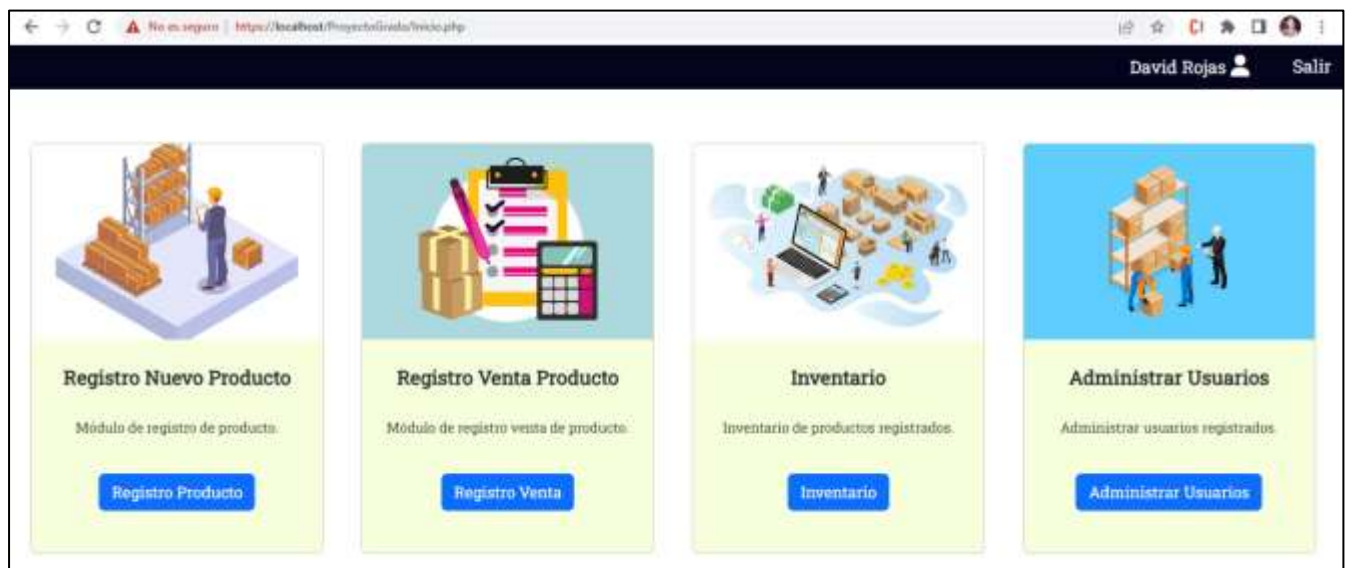 No es seguro | https://localhost/ProyectoGrado/Inicio.php
David Rojas Salir
Registro Nuevo Producto
Módulo de registro de producto.
Registro Producto
Registro Venta Producto
Módulo de registro venta de producto.
Registro Venta
Inventario
Inventario de productos registrados.
Inventario
Administrar Usuarios
Administrar usuarios registrados.
Administrar Usuarios